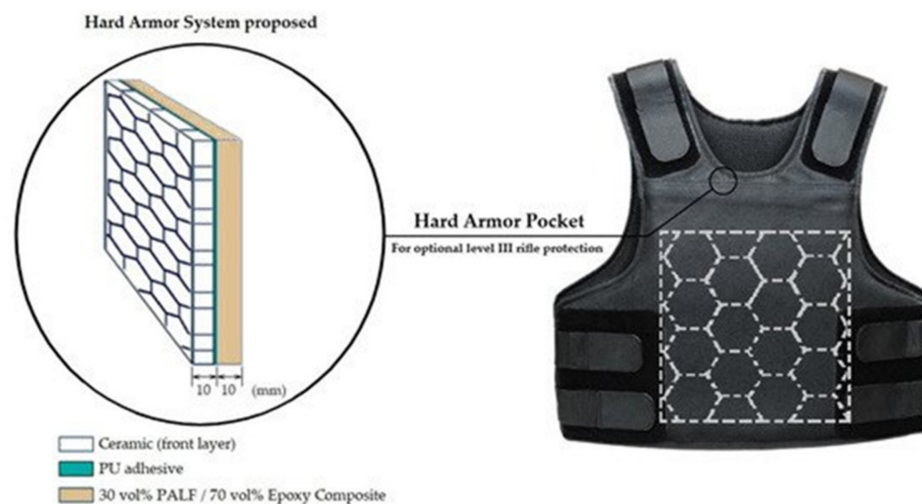 Hard Armor System proposed
Hard Armor Pocket
For optional level III rifle protection
10 10 (mm)
Ceramic (front layer)
PU adhesive
30 vol% PALF / 70 vol% Epoxy Composite